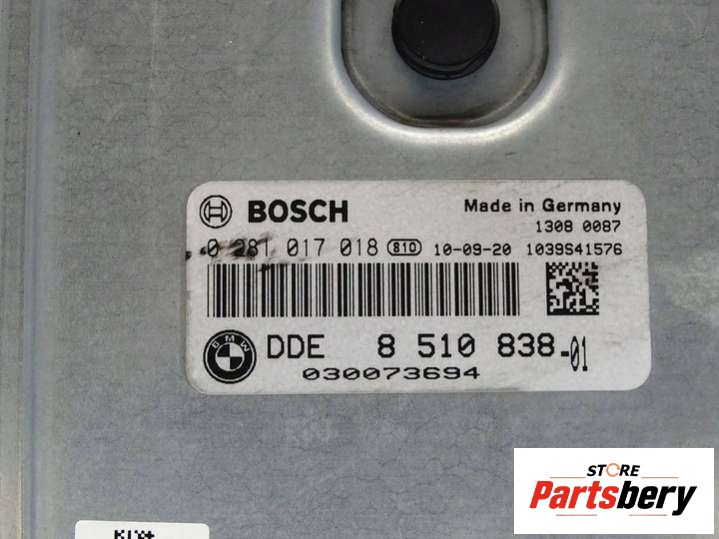 BOSCH
Made in Germany
1308 0087
0 281 017 018 810 10-09-20 1039S41576
BMW DDE 8 510 838-01
030073694
STORE
Partsbery